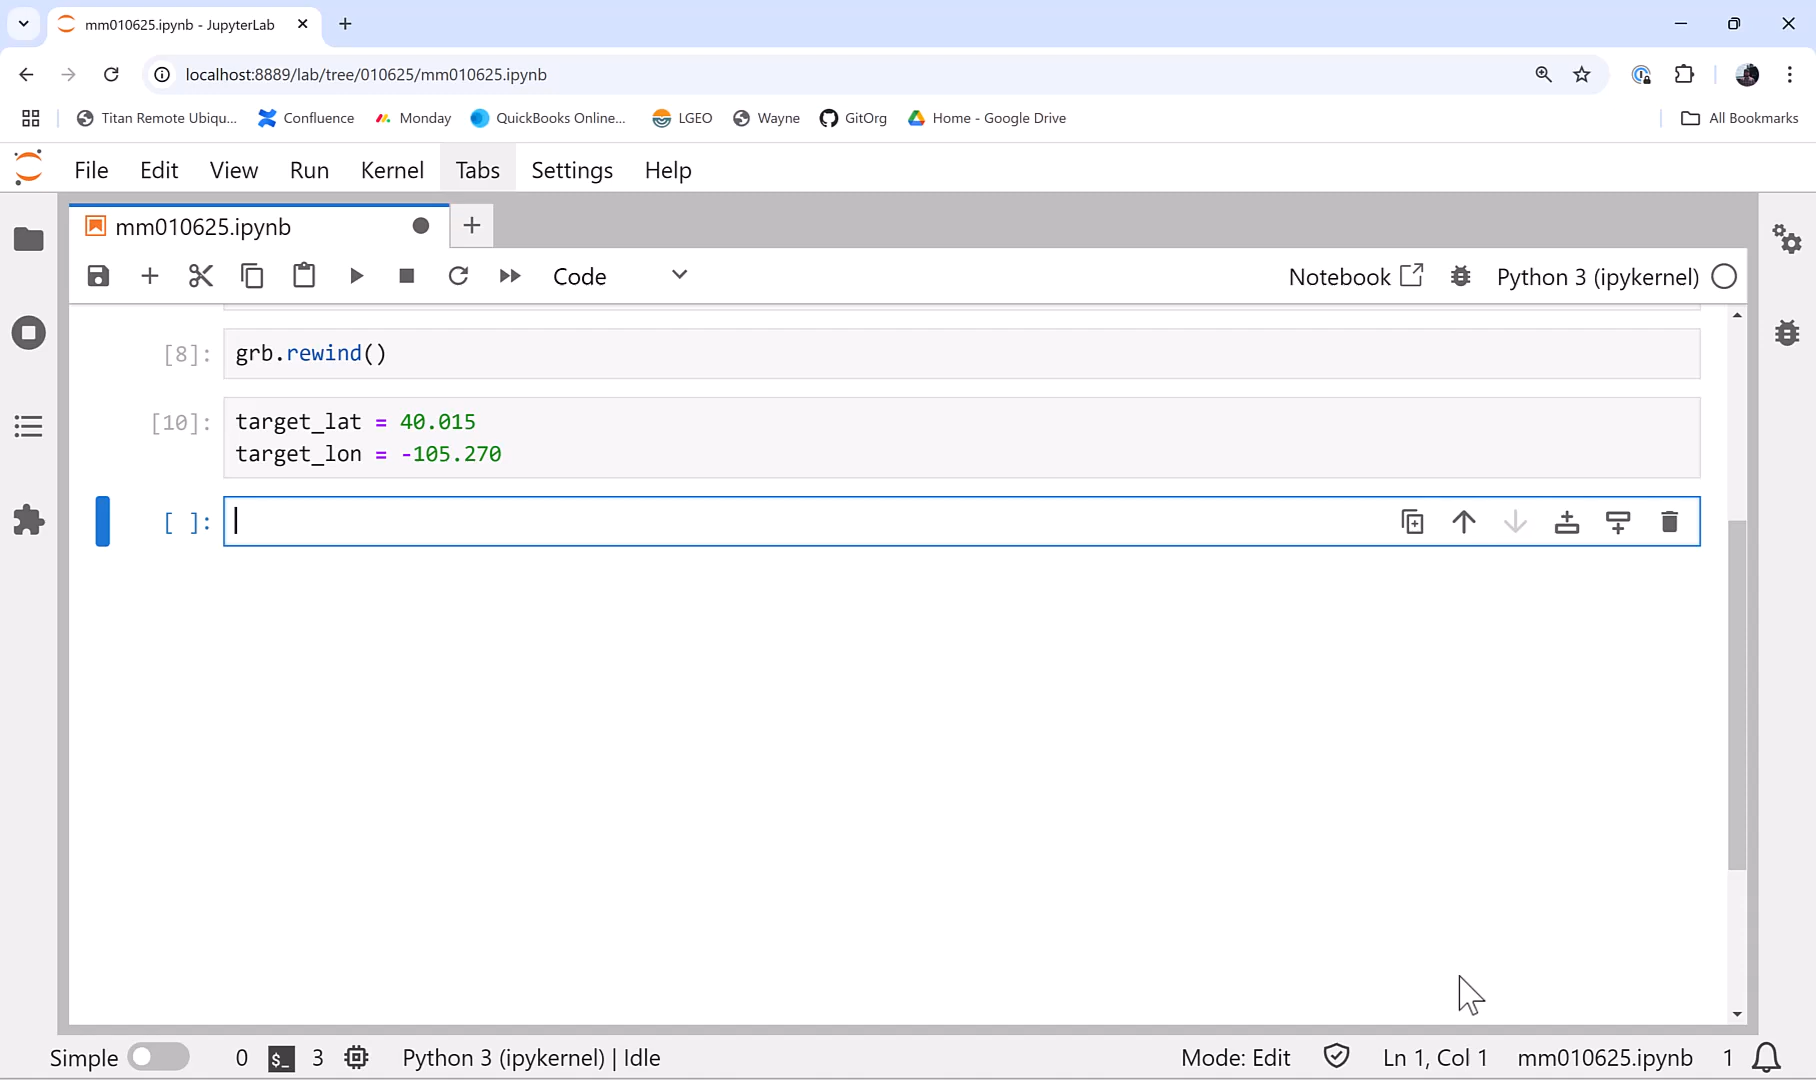 mm010625.ipynb - JupyterLab
localhost:8889/lab/tree/010625/mm010625.ipynb
Titan Remote Ubiqu... Confluence Monday QuickBooks Online... LGEO Wayne GitOrg Home - Google Drive All Bookmarks
File Edit View Run Kernel Tabs Settings Help
mm010625.ipynb
Code Notebook Python 3 (ipykernel)
[8]: grb.rewind()
[10]: target_lat = 40.015
target_lon = -105.270
[ ]:
Simple 0 $_ 3 Python 3 (ipykernel) | Idle Mode: Edit Ln 1, Col 1 mm010625.ipynb 1